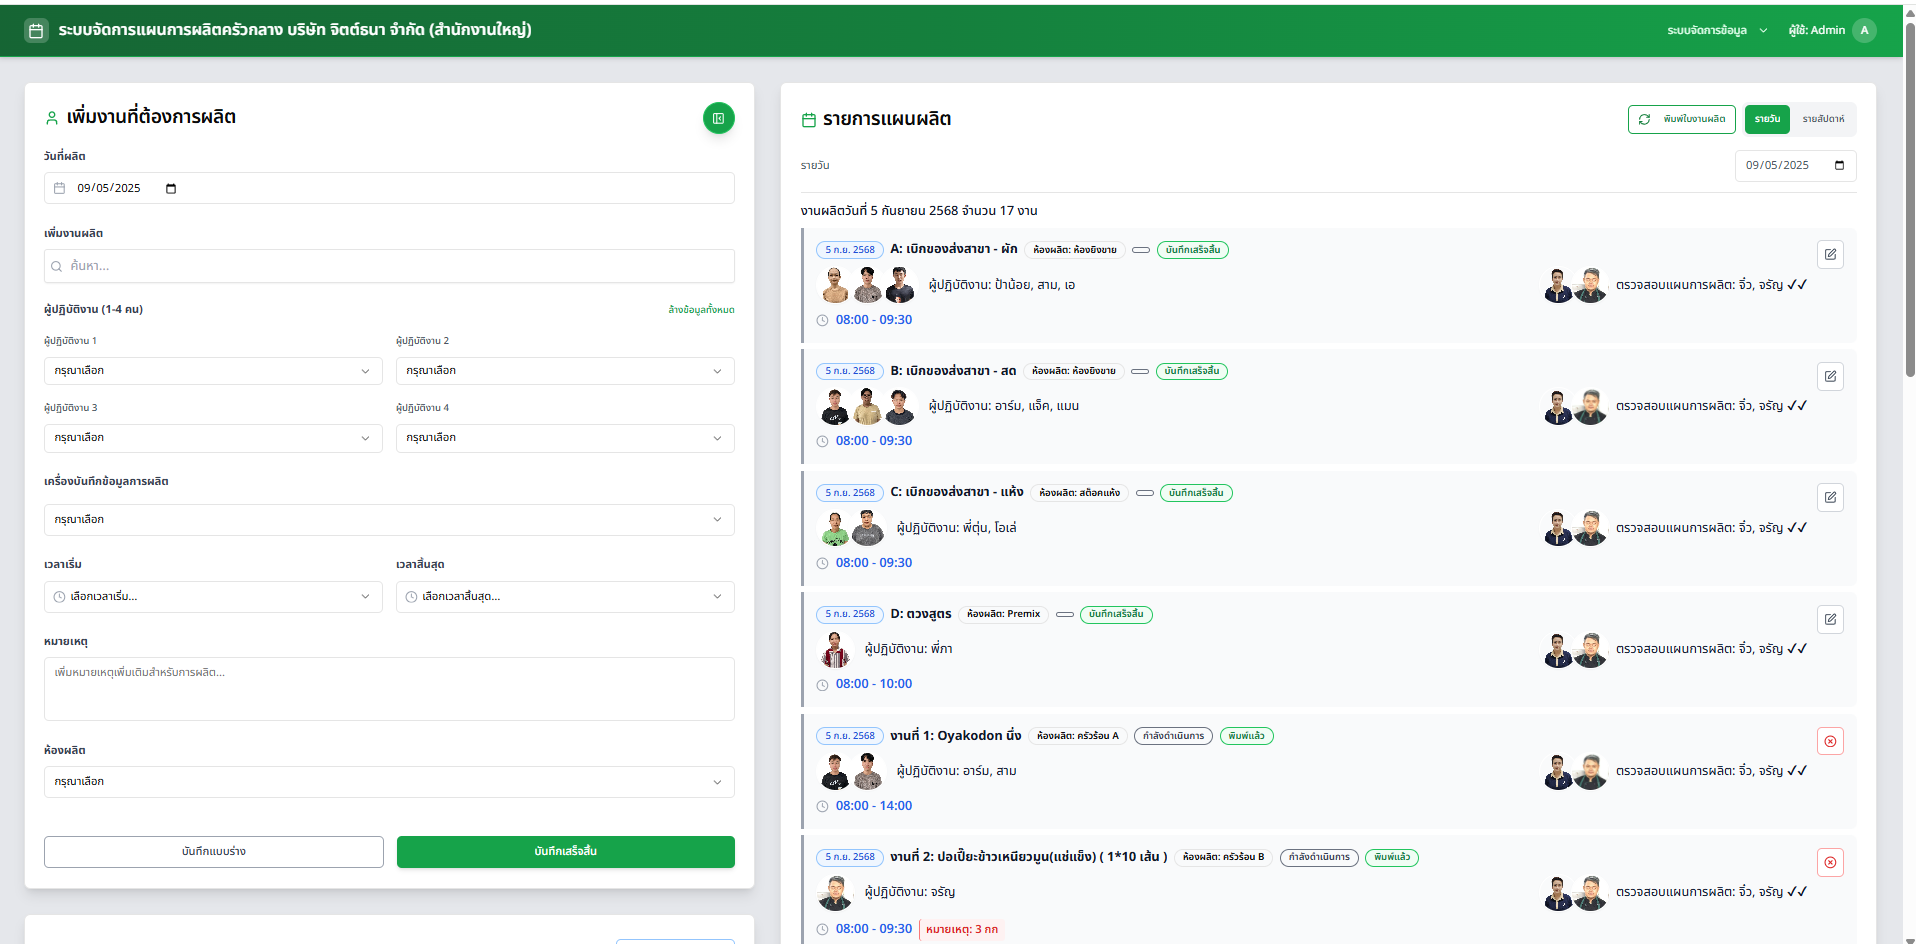 ระบบจัดการแผนการผลิตครัวกลาง บริษัท จิตต์ธนา จำกัด (สำนักงานใหญ่)
ระบบจัดการข้อมูล
ผู้ใช้: Admin
A
เพิ่มงานที่ต้องการผลิต
วันที่ผลิต
09/05/2025
เพิ่มงานผลิต
ค้นหา...
ผู้ปฏิบัติงาน (1-4 คน)
ล้างข้อมูลทั้งหมด
ผู้ปฏิบัติงาน 1
ผู้ปฏิบัติงาน 2
กรุณาเลือก
กรุณาเลือก
ผู้ปฏิบัติงาน 3
ผู้ปฏิบัติงาน 4
กรุณาเลือก
กรุณาเลือก
เครื่องบันทึกข้อมูลการผลิต
กรุณาเลือก
เวลาเริ่ม
เวลาสิ้นสุด
เลือกเวลาเริ่ม...
เลือกเวลาสิ้นสุด...
หมายเหตุ
เพิ่มหมายเหตุเพิ่มเติมสำหรับการผลิต...
ห้องผลิต
กรุณาเลือก
บันทึกแบบร่าง
บันทึกเสร็จสิ้น
รายการแผนผลิต
พิมพ์ใบงานผลิต
รายวัน
รายสัปดาห์
รายวัน
09/05/2025
งานผลิตวันที่ 5 กันยายน 2568 จำนวน 17 งาน
5 ก.ย. 2568 A: เบิกของส่งสาขา - ผัก ห้องผลิต: ห้องยิงขาย บันทึกเสร็จสิ้น
ผู้ปฏิบัติงาน: ป้าน้อย, สาม, เอ
ตรวจสอบแผนการผลิต: จิ๋ว, จรัญ ✓✓
08:00 - 09:30
5 ก.ย. 2568 B: เบิกของส่งสาขา - สด ห้องผลิต: ห้องยิงขาย บันทึกเสร็จสิ้น
ผู้ปฏิบัติงาน: อาร์ม, แจ็ค, แมน
ตรวจสอบแผนการผลิต: จิ๋ว, จรัญ ✓✓
08:00 - 09:30
5 ก.ย. 2568 C: เบิกของส่งสาขา - แห้ง ห้องผลิต: สต็อคแห้ง บันทึกเสร็จสิ้น
ผู้ปฏิบัติงาน: พี่ตุ่น, โอเล่
ตรวจสอบแผนการผลิต: จิ๋ว, จรัญ ✓✓
08:00 - 09:30
5 ก.ย. 2568 D: ตวงสูตร ห้องผลิต: Premix บันทึกเสร็จสิ้น
ผู้ปฏิบัติงาน: พี่ภา
ตรวจสอบแผนการผลิต: จิ๋ว, จรัญ ✓✓
08:00 - 10:00
5 ก.ย. 2568 งานที่ 1: Oyakodon นึ่ง ห้องผลิต: ครัวร้อน A กำลังดำเนินการ พิมพ์แล้ว
ผู้ปฏิบัติงาน: อาร์ม, สาม
ตรวจสอบแผนการผลิต: จิ๋ว, จรัญ ✓✓
08:00 - 14:00
5 ก.ย. 2568 งานที่ 2: ปอเปี๊ยะข้าวเหนียวมูน(แช่แข็ง) ( 1*10 เส้น ) ห้องผลิต: ครัวร้อน B กำลังดำเนินการ พิมพ์แล้ว
ผู้ปฏิบัติงาน: จรัญ
ตรวจสอบแผนการผลิต: จิ๋ว, จรัญ ✓✓
08:00 - 09:30 หมายเหตุ: 3 กก